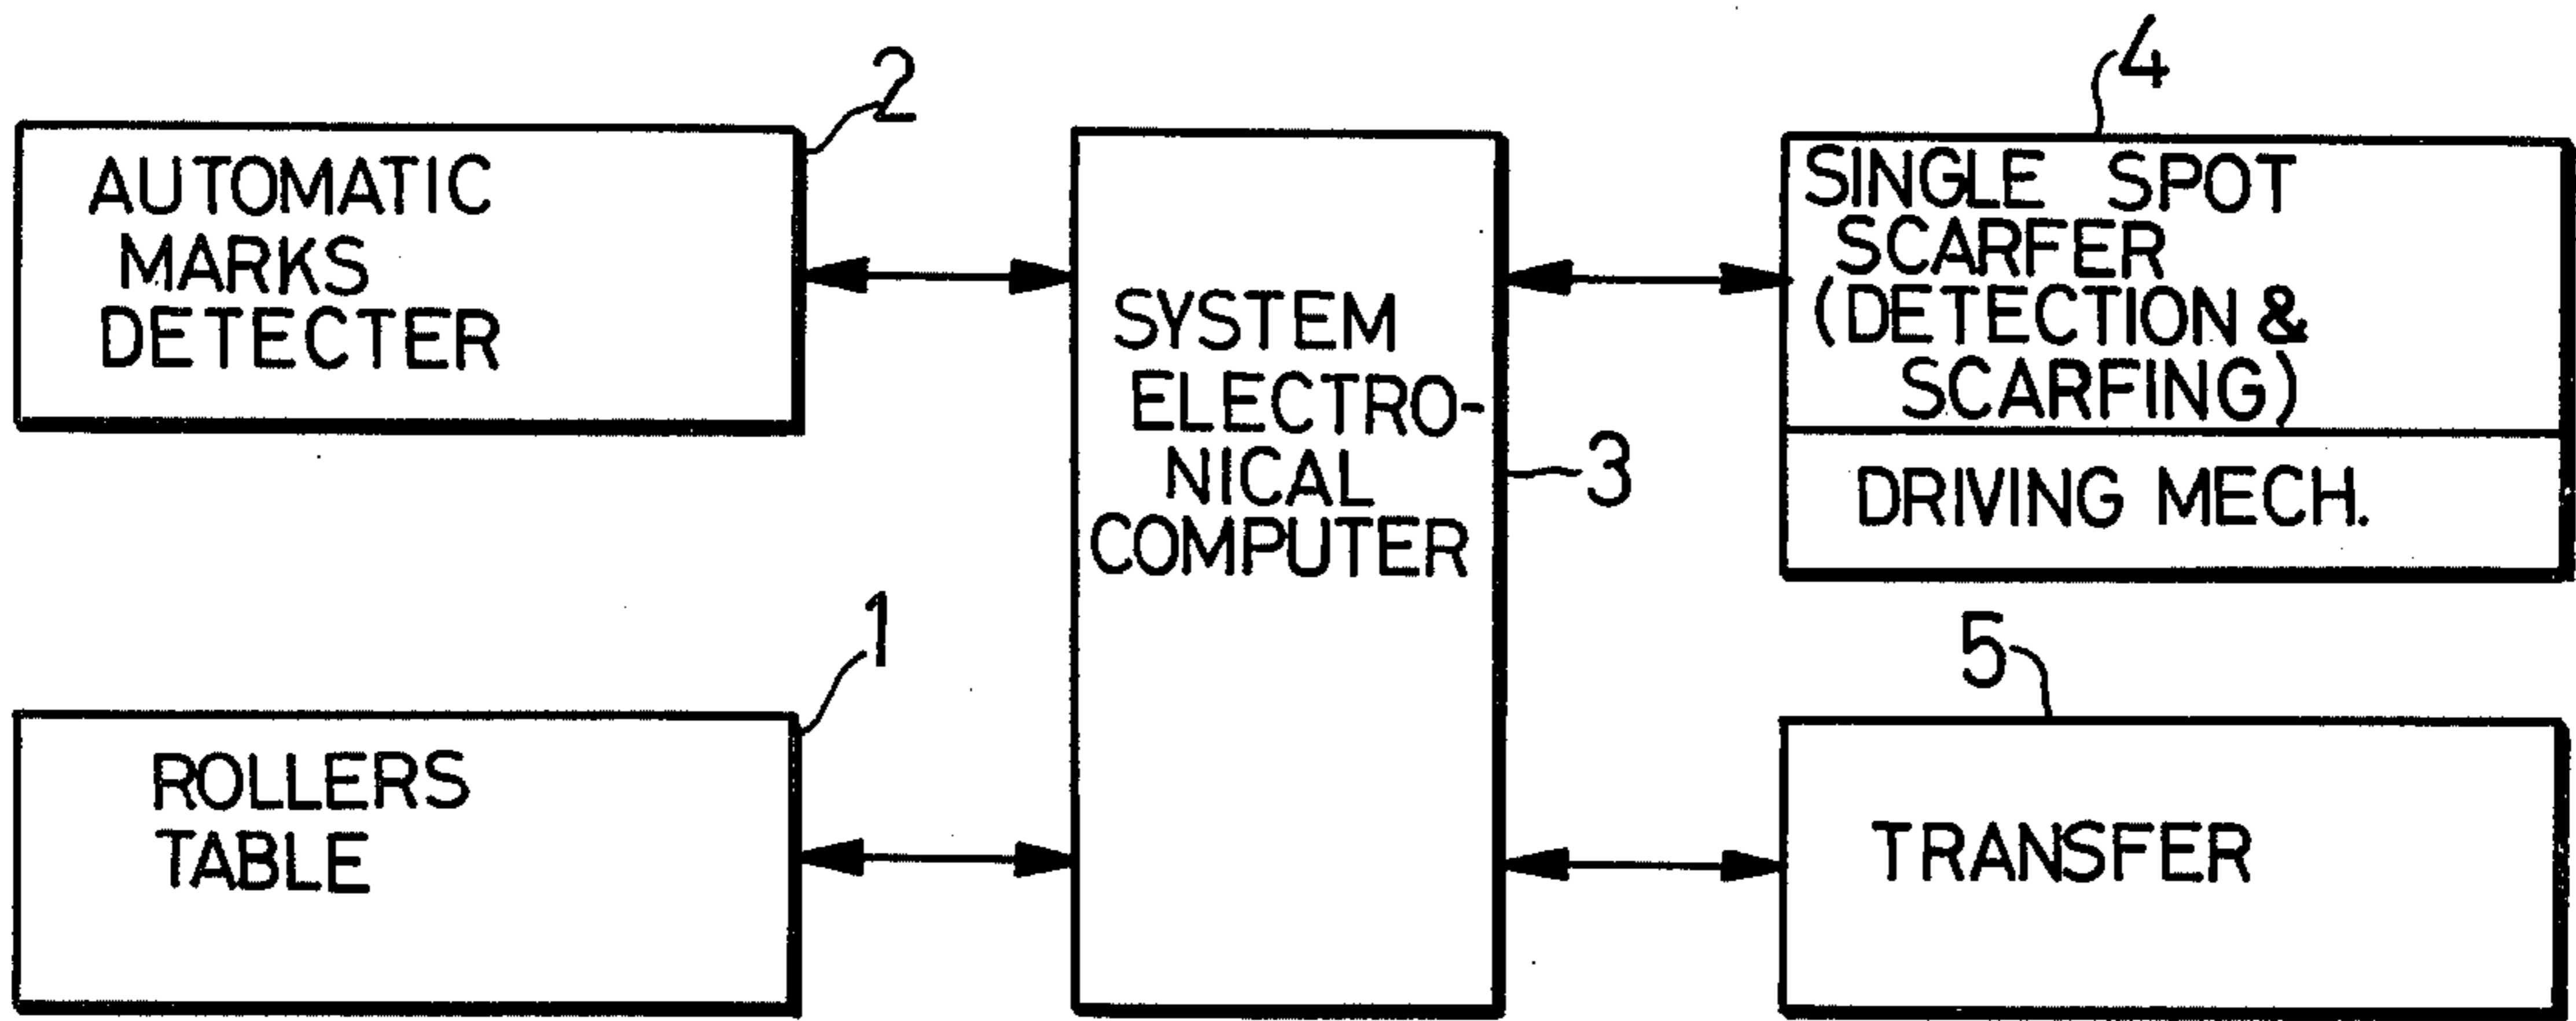 2
AUTOMATIC
MARKS
DETECTER
1
ROLLERS
TABLE
SYSTEM
ELECTRO-
NICAL
COMPUTER
3
4
SINGLE SPOT
SCARFER
(DETECTION &
SCARFING)
DRIVING MECH.
5
TRANSFER